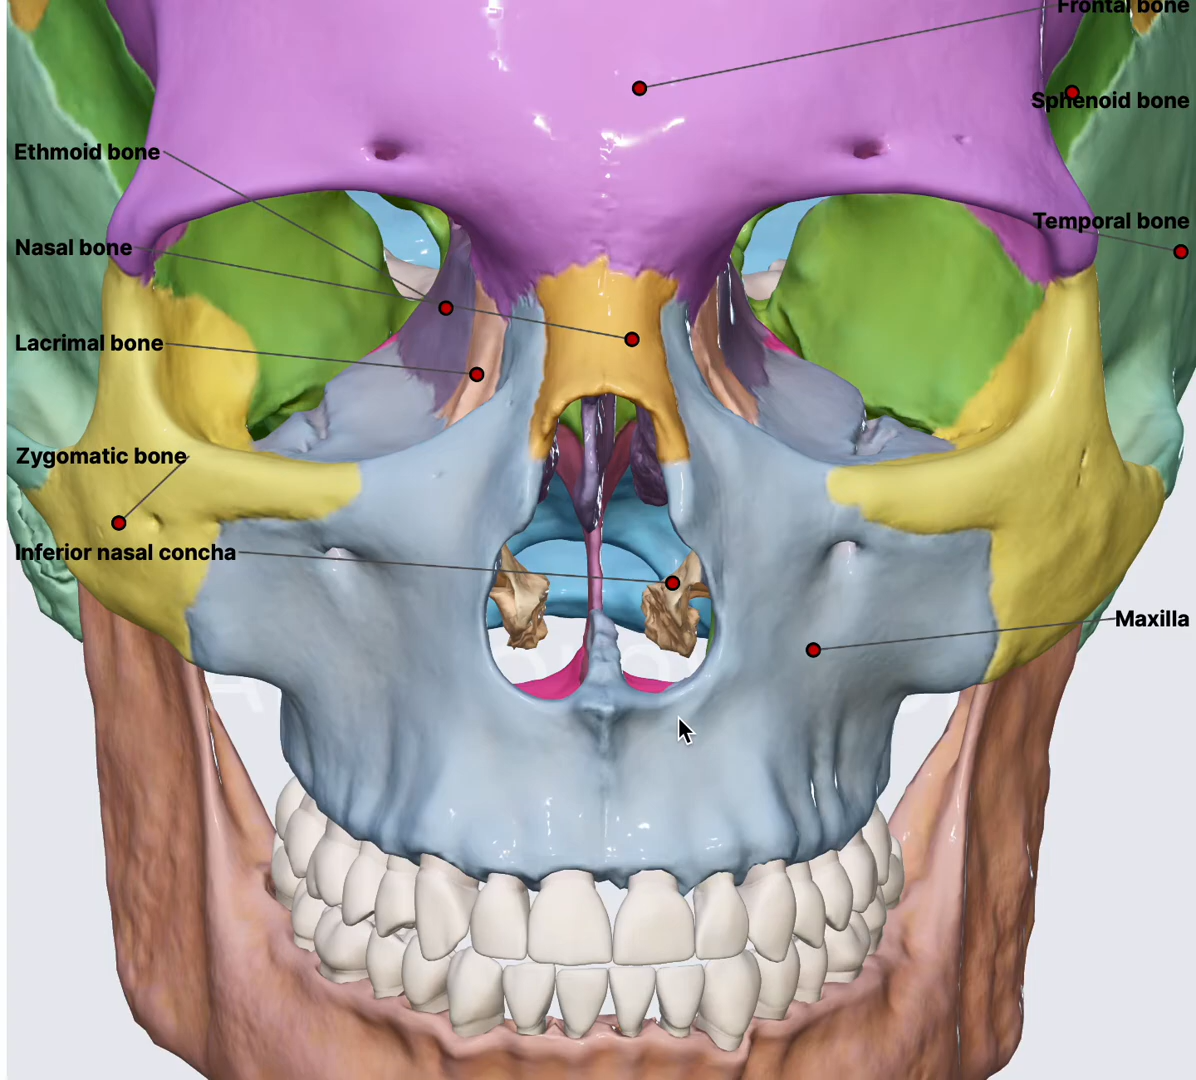 Frontal bone
Sphenoid bone
Ethmoid bone
Temporal bone
Nasal bone
Lacrimal bone
Zygomatic bone
Inferior nasal concha
Maxilla